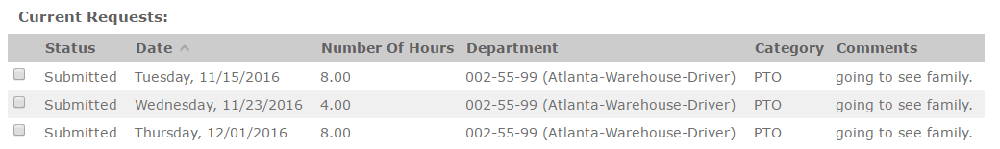 Current Requests:
Status Date Number Of Hours Department Category Comments
Submitted Tuesday, 11/15/2016 8.00 002-55-99 (Atlanta-Warehouse-Driver) PTO going to see family.
Submitted Wednesday, 11/23/2016 4.00 002-55-99 (Atlanta-Warehouse-Driver) PTO going to see family.
Submitted Thursday, 12/01/2016 8.00 002-55-99 (Atlanta-Warehouse-Driver) PTO going to see family.